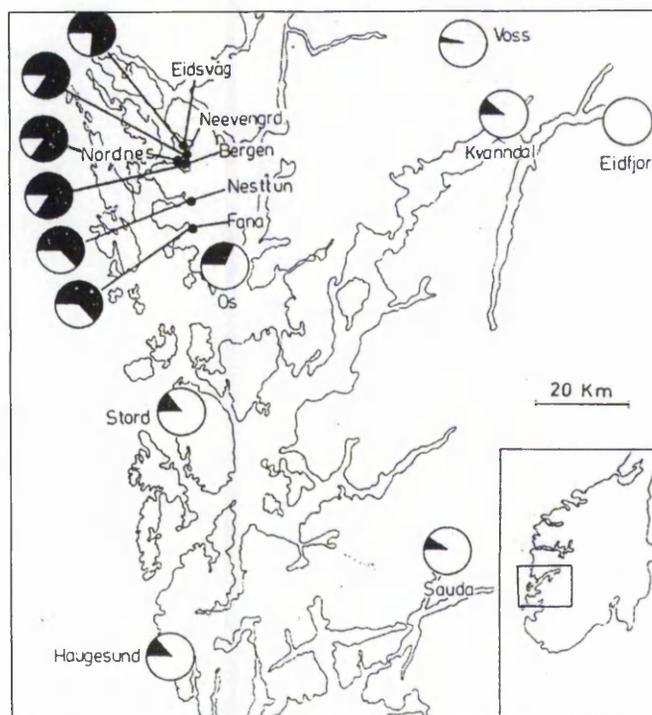 Voss
Eidsvåg
Neevengrd
Kvanndal
Nordnes
Bergen
Eidfjor
Nesttun
Fana
Os
20 Km
Stord
Sauda
Haugesund